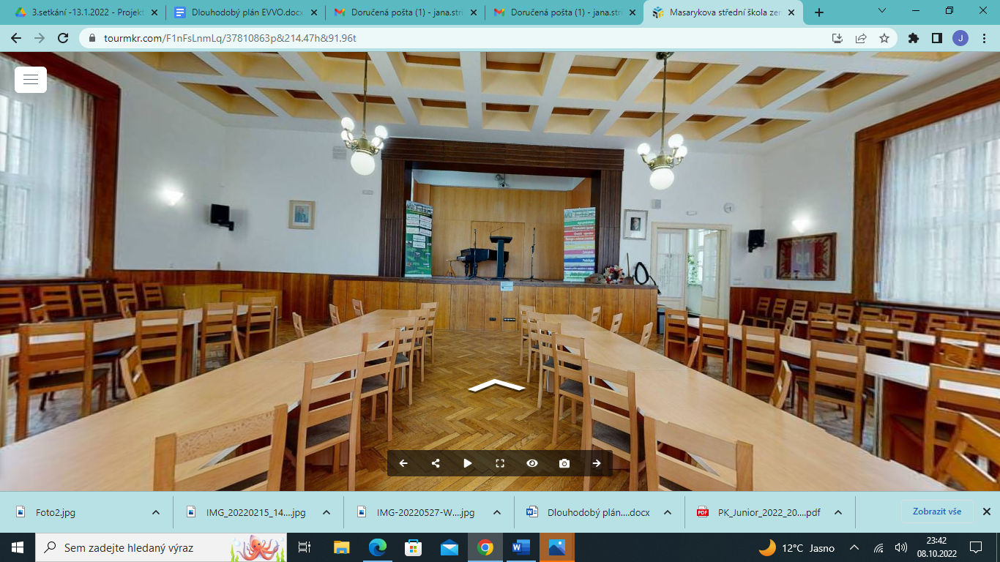 3.setkání -13.1.2022 - Projekt
Dlouhodobý plán EVVO.docx
Doručená pošta (1) - jana.stri
Doručená pošta (1) - jana.stri
Masarykova střední škola zem
tourmkr.com/F1nFsLnmLq/37810863p&214.47h&91.96t
J
Foto2.jpg
IMG_20220215_14....jpg
IMG-20220527-W....jpg
Dlouhodobý plán....docx
PK_Junior_2022_20....pdf
Zobrazit vše
Sem zadejte hledaný výraz
12°C Jasno
23:42
08.10.2022